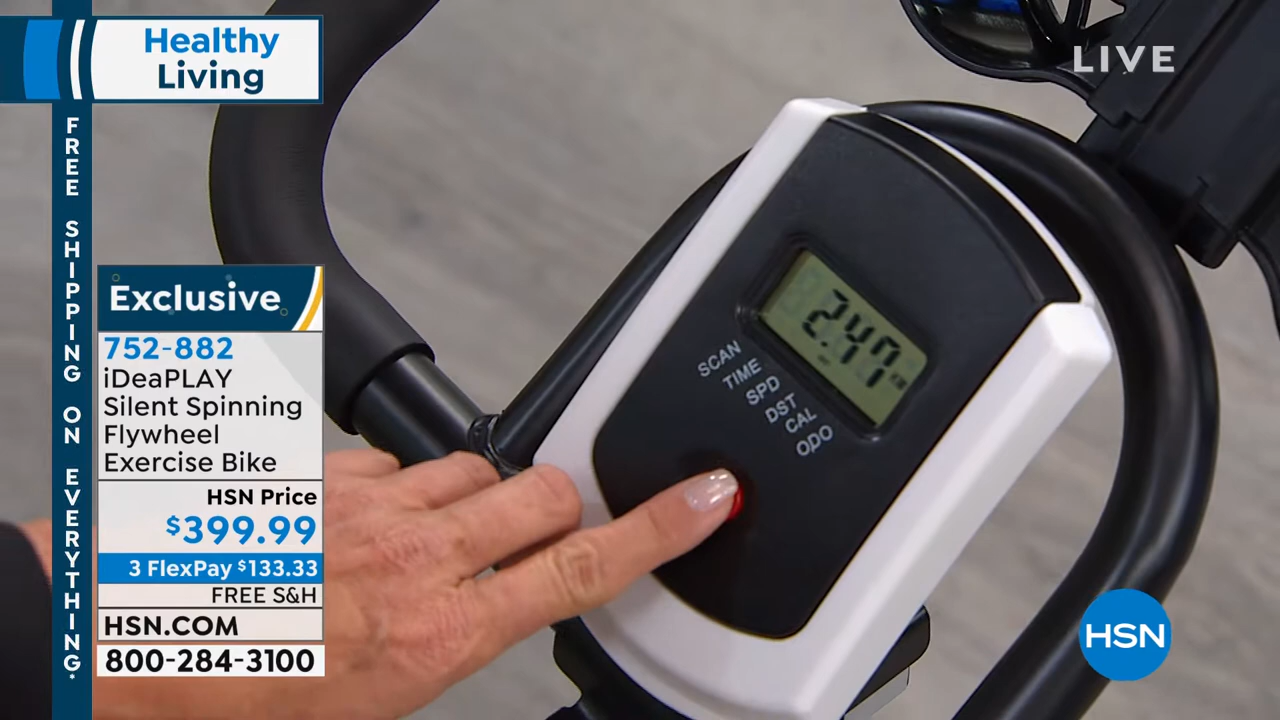 Healthy
Living
LIVE
FREE SHIPPING ON EVERYTHING.*
Exclusive
752-882
iDeaPLAY
Silent Spinning
Flywheel
Exercise Bike
HSN Price
$399.99
3 FlexPay $133.33
FREE S&H
HSN.COM
800-284-3100
2.47
SCAN
TIME
SPD
DST
CAL
ODO
HSN